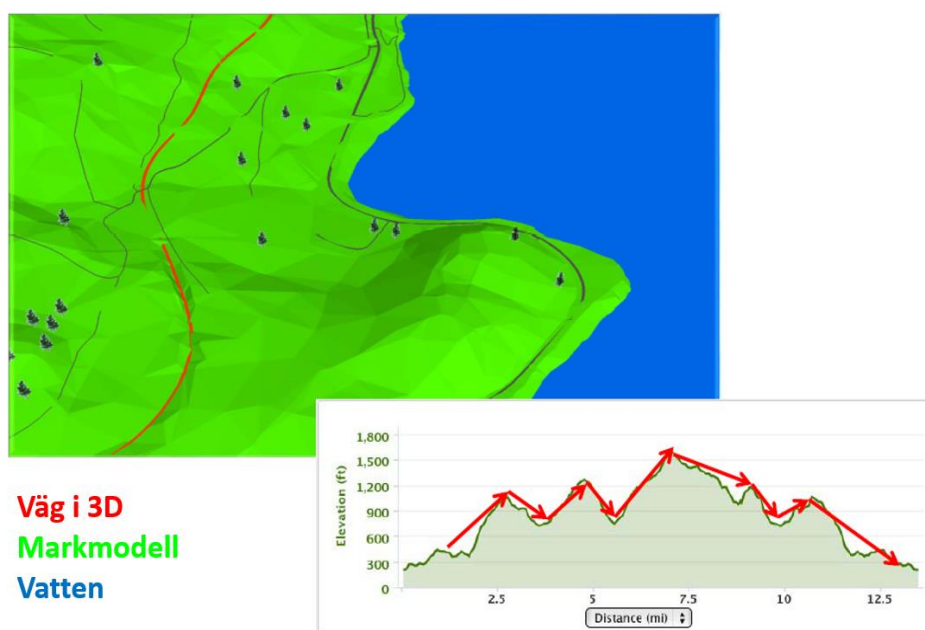 Väg i 3D
Markmodell
Vatten
Elevation (ft)
1,800
1,500
1,200
900
600
300
0
2.5
5
7.5
10
12.5
Distance (mi)